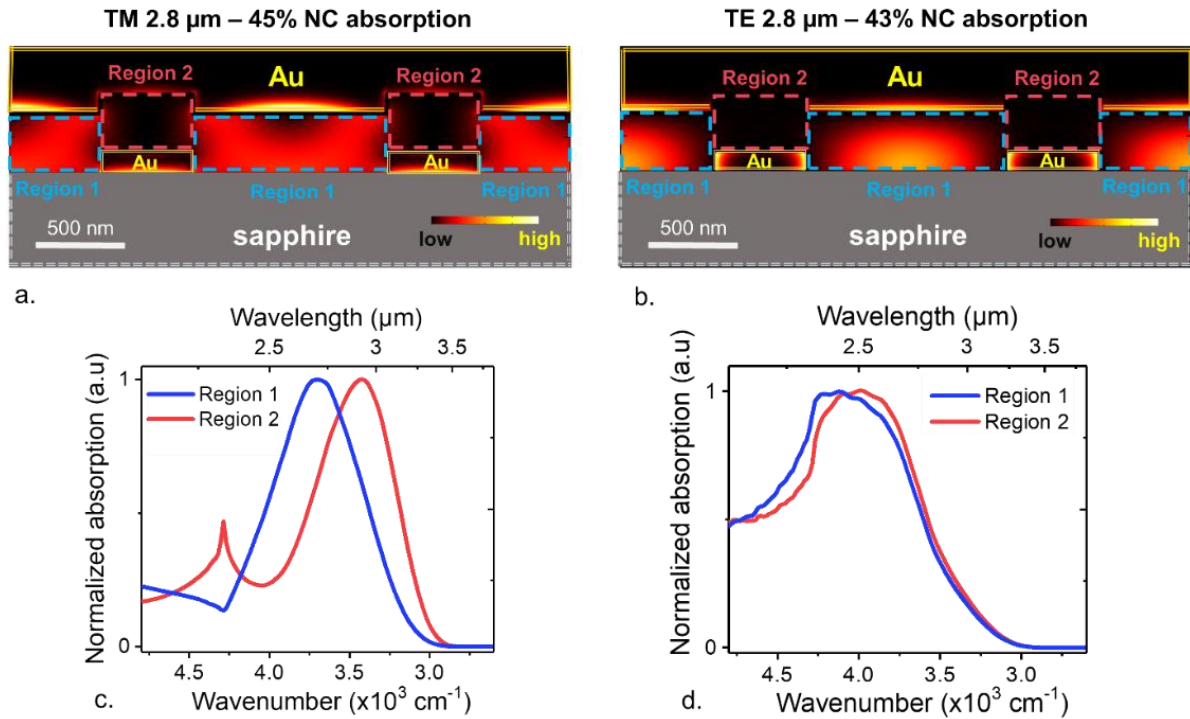 TM 2.8 µm – 45% NC absorption
TE 2.8 µm – 43% NC absorption
Region 2
Au
Region 2
Au
Au
Region 1
Region 1
Region 1
500 nm
sapphire
low
high
Region 2
Au
Region 2
Au
Au
Region 1
Region 1
Region 1
500 nm
sapphire
low
high
a.
b.
Wavelength (µm)
2.5
3
3.5
Normalized absorption (a.u)
1
0
Region 1
Region 2
4.5
4.0
3.5
3.0
Wavenumber (x10³ cm⁻¹)
c.
Wavelength (µm)
2.5
3
3.5
Normalized absorption (a.u)
1
0
Region 1
Region 2
4.5
4.0
3.5
3.0
Wavenumber (x10³ cm⁻¹)
d.